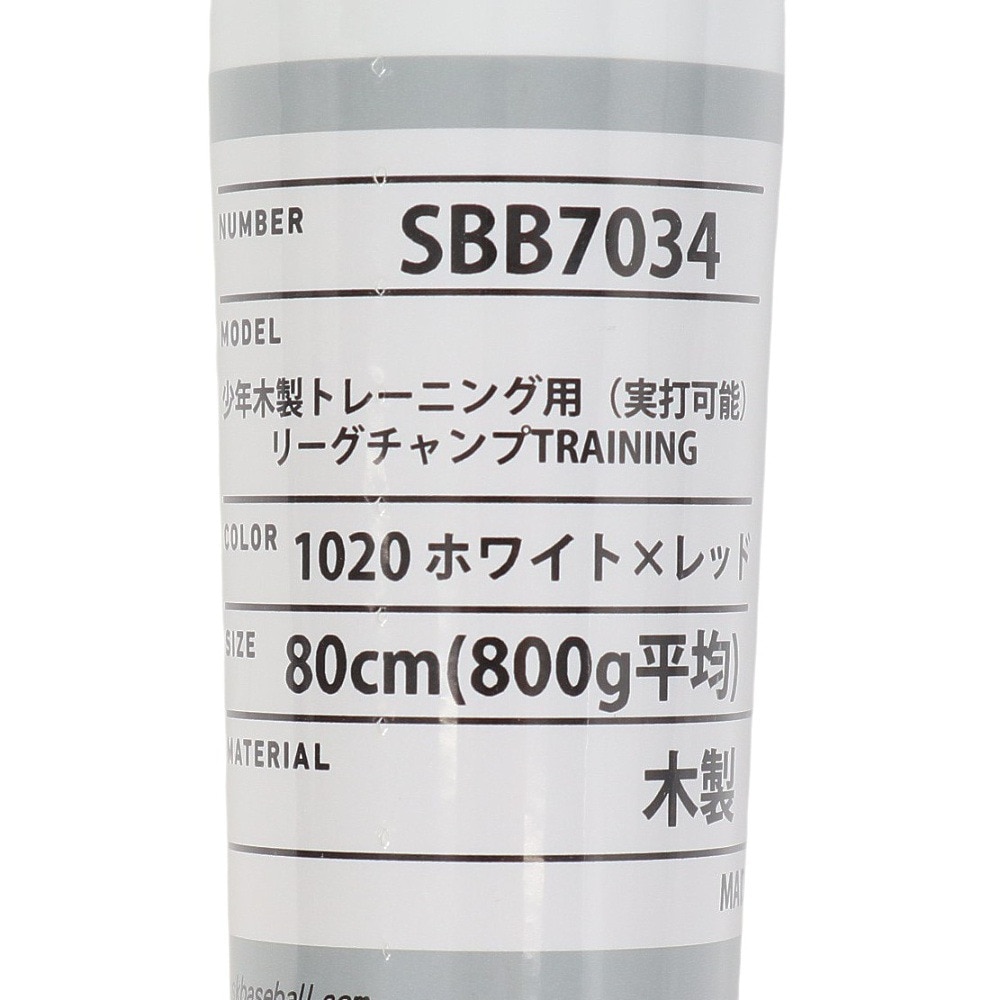 NUMBER
SBB7034
MODEL
少年木製トレーニング用（実打可能）
リーグチャンプTRAINING
COLOR
1020 ホワイト×レッド
SIZE
80cm(800g平均)
MATERIAL
木製